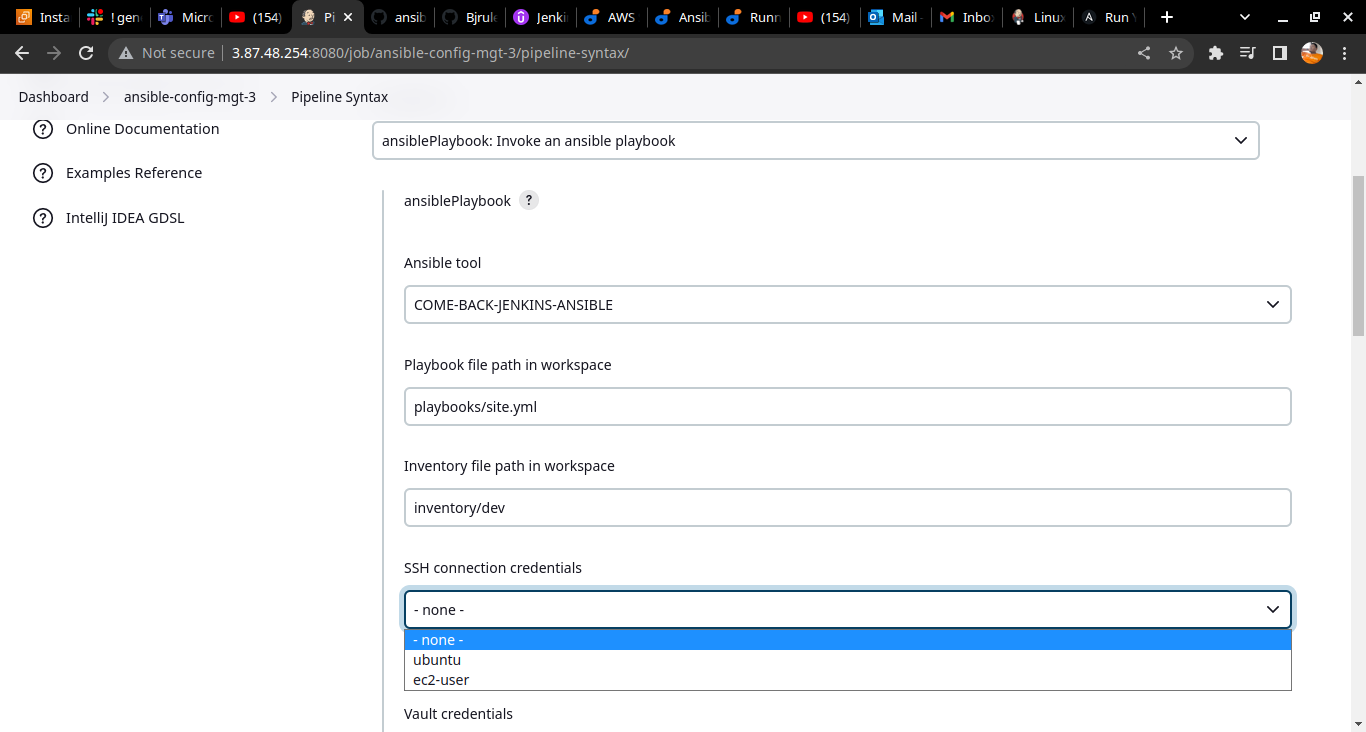 Insta
! gen
Micro
(154)
Pi
ansib
Bjrule
Jenki
AWS
Ansib
Runn
(154)
Mail
Inbo
Linux
Run
Not secure
3.87.48.254:8080/job/ansible-config-mgt-3/pipeline-syntax/
Dashboard
ansible-config-mgt-3
Pipeline Syntax
Online Documentation
Examples Reference
IntelliJ IDEA GDSL
ansiblePlaybook: Invoke an ansible playbook
ansiblePlaybook ?
Ansible tool
COME-BACK-JENKINS-ANSIBLE
Playbook file path in workspace
playbooks/site.yml
Inventory file path in workspace
inventory/dev
SSH connection credentials
- none -
- none -
ubuntu
ec2-user
Vault credentials